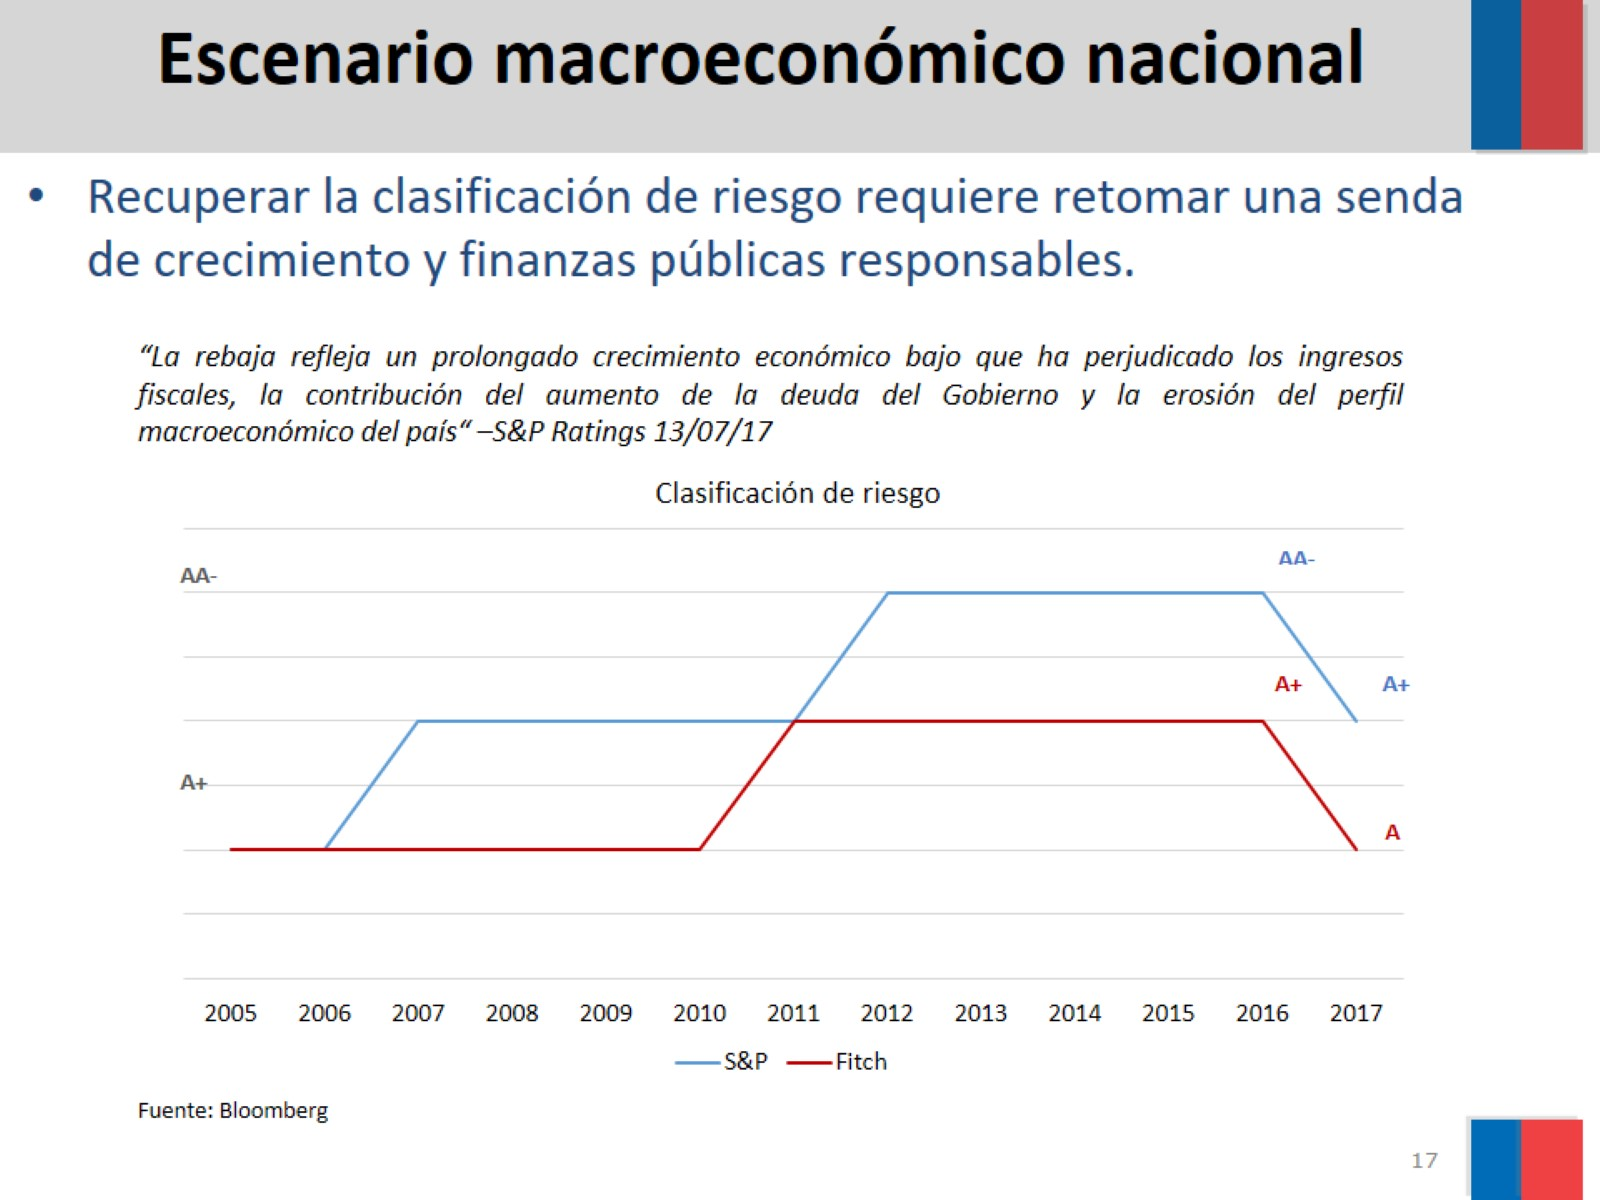 Escenario macroeconómico nacional
• Recuperar la clasificación de riesgo requiere retomar una senda
de crecimiento y finanzas públicas responsables.
“La rebaja refleja un prolongado crecimiento económico bajo que ha perjudicado los ingresos
fiscales, la contribución del aumento de la deuda del Gobierno y la erosión del perfil
macroeconómico del país“ –S&P Ratings 13/07/17
Clasificación de riesgo
AA-
AA-
A+
A+
A+
A
2005 2006 2007 2008 2009 2010 2011 2012 2013 2014 2015 2016 2017
S&P Fitch
Fuente: Bloomberg
17